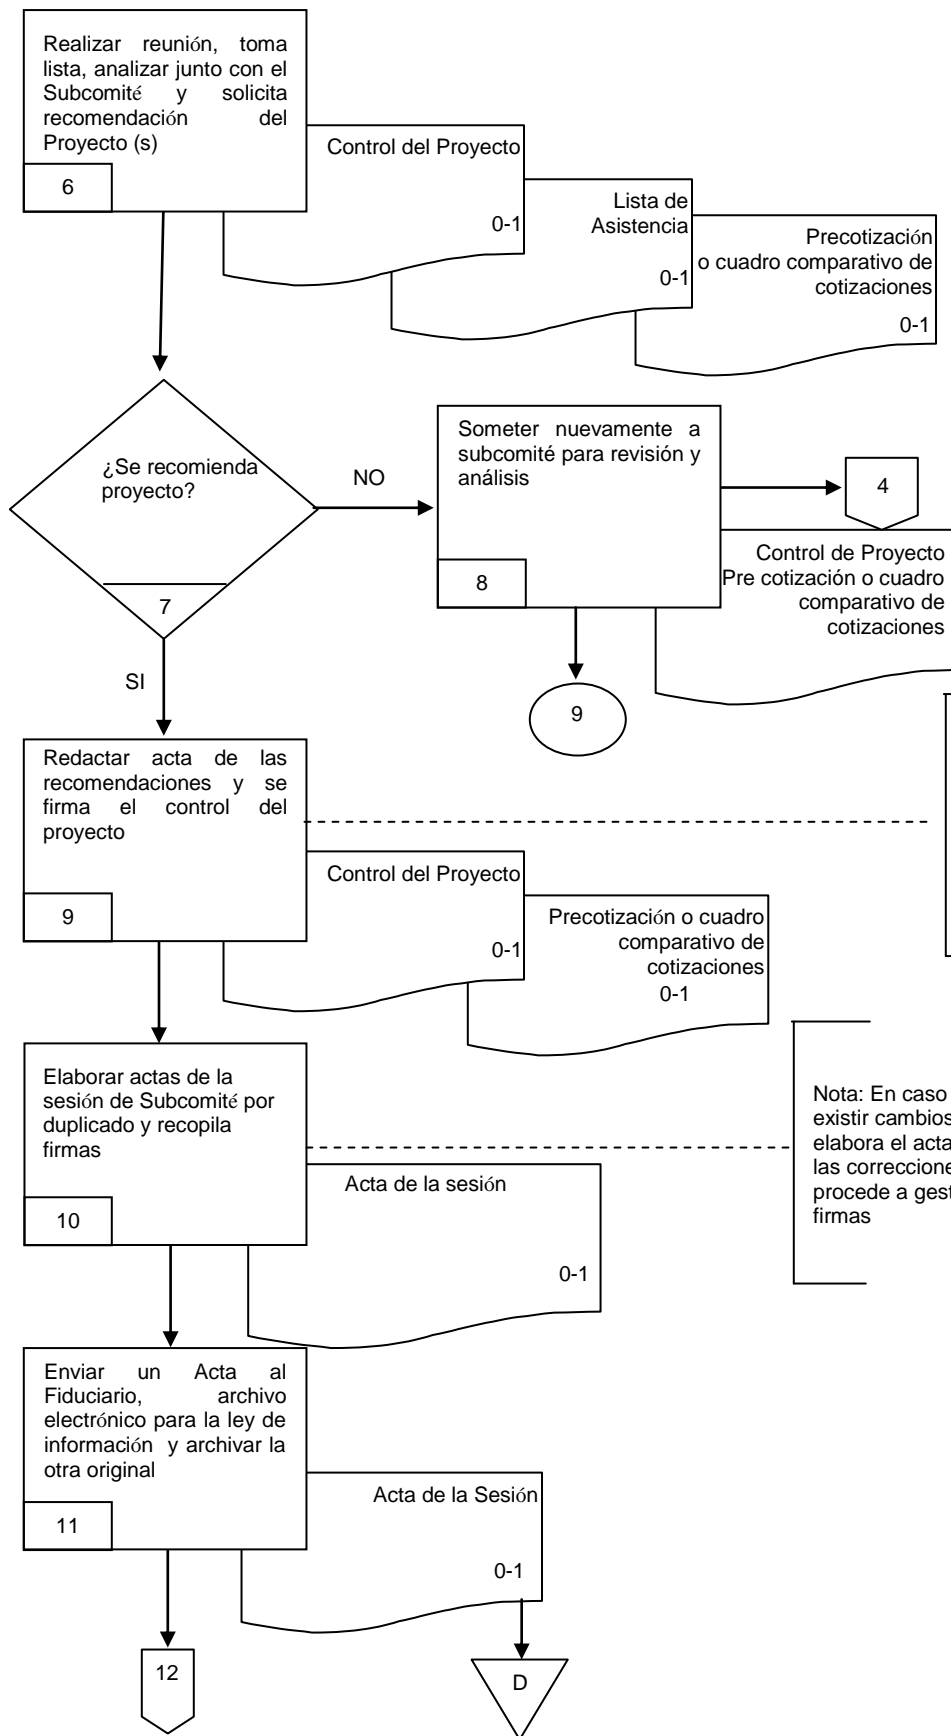 Realizar reunión, toma
lista, analizar junto con el
Subcomité y solicita
recomendación del
Proyecto (s)
6
Control del Proyecto
0-1
Lista de
Asistencia
0-1
Precotización
o cuadro comparativo de
cotizaciones
0-1
¿Se recomienda
proyecto?
7
NO
SI
Someter nuevamente a
subcomité para revisión y
análisis
8
4
Control de Proyecto
Pre cotización o cuadro
comparativo de
cotizaciones
9
Redactar acta de las
recomendaciones y se
firma el control del
proyecto
9
Control del Proyecto
0-1
Precotización o cuadro
comparativo de
cotizaciones
0-1
Elaborar actas de la
sesión de Subcomité por
duplicado y recopila
firmas
10
Acta de la sesión
0-1
Nota: En caso
existir cambios
elabora el acta
las correccione
procede a gest
firmas
Enviar un Acta al
Fiduciario, archivo
electrónico para la ley de
información y archivar la
otra original
11
Acta de la Sesión
0-1
12
D